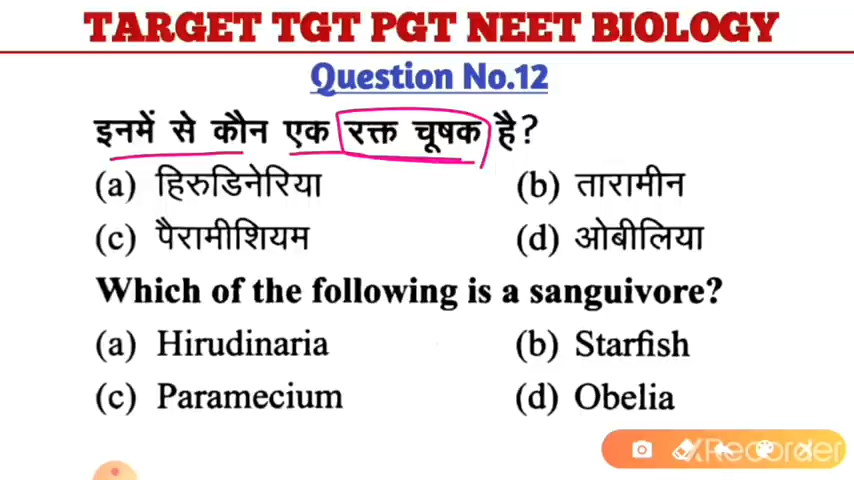 TARGET TGT PGT NEET BIOLOGY
Question No.12
इनमें से कौन एक रक्त चूषक है?
(a) हिरुडिनेरिया (b) तारामीन
(c) पैरामीशियम (d) ओबीलिया
Which of the following is a sanguivore?
(a) Hirudinaria (b) Starfish
(c) Paramecium (d) Obelia
XRecorder